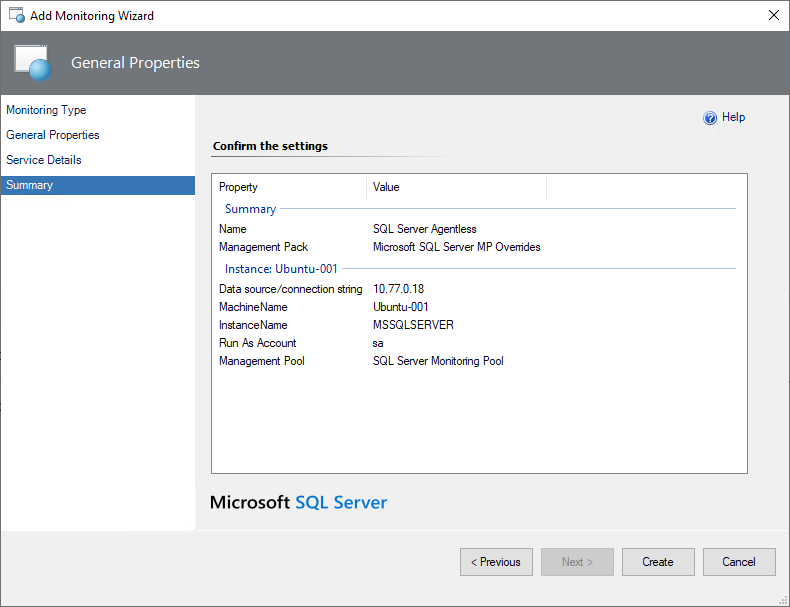 Add Monitoring Wizard
General Properties
Monitoring Type
General Properties
Service Details
Summary
Help
Confirm the settings
Property Value
Summary
Name SQL Server Agentless
Management Pack Microsoft SQL Server MP Overrides
Instance: Ubuntu-001
Data source/connection string 10.77.0.18
MachineName Ubuntu-001
InstanceName MSSQLSERVER
Run As Account sa
Management Pool SQL Server Monitoring Pool
Microsoft SQL Server
< Previous Next > Create Cancel